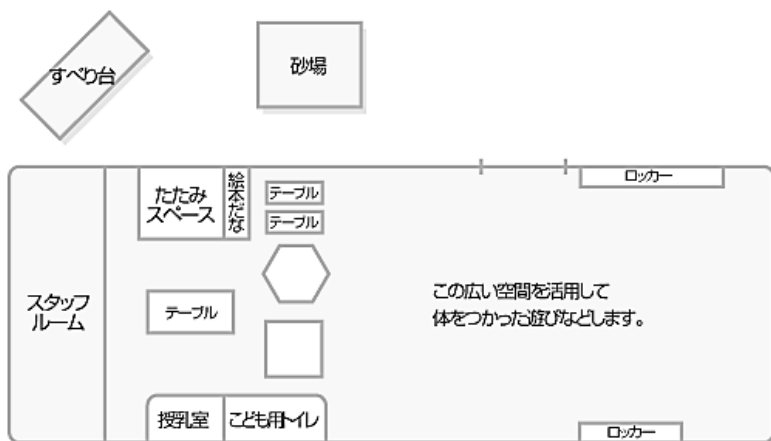 すべり台
砂場
ロッカー
たたみ
スペース
絵本だな
テーブル
テーブル
スタッフ
ルーム
テーブル
この広い空間を活用して
体をつかった遊びなどします。
授乳室
こども用トイレ
ロッカー